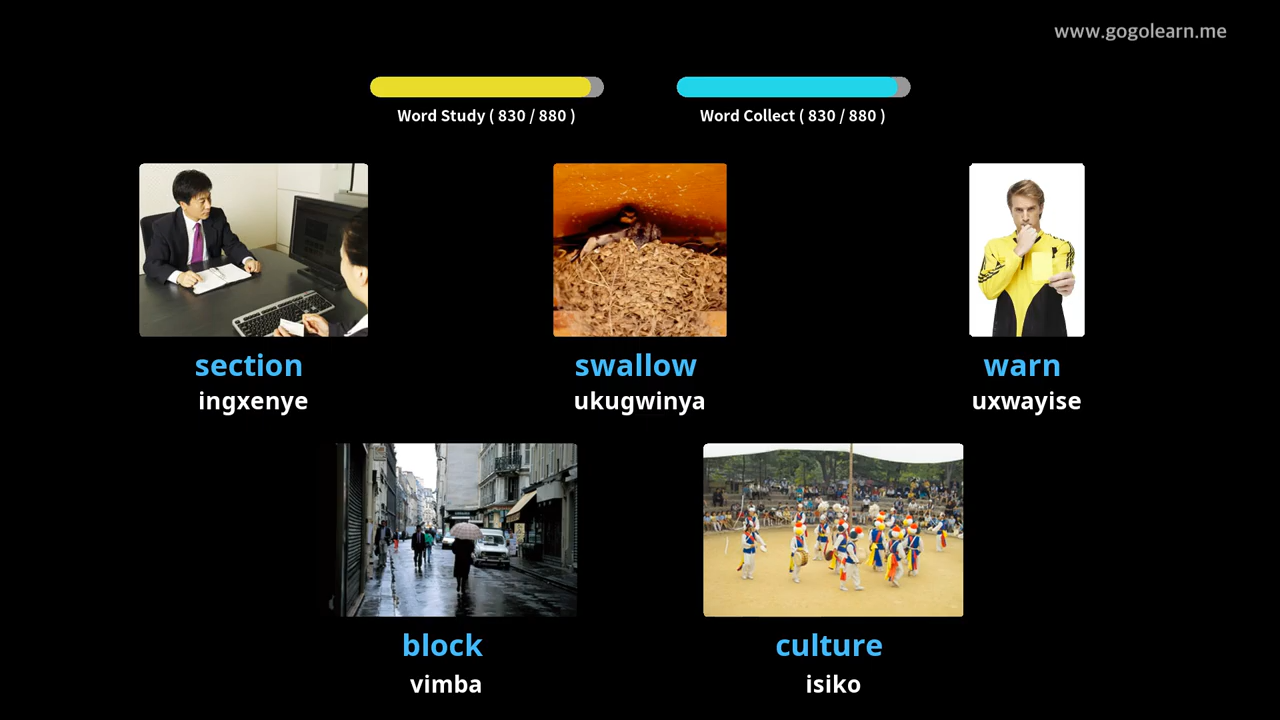 www.gogolearn.me
Word Study ( 830 / 880 )
Word Collect ( 830 / 880 )
section
ingxenye
swallow
ukugwinya
warn
uxwayise
block
vimba
culture
isiko